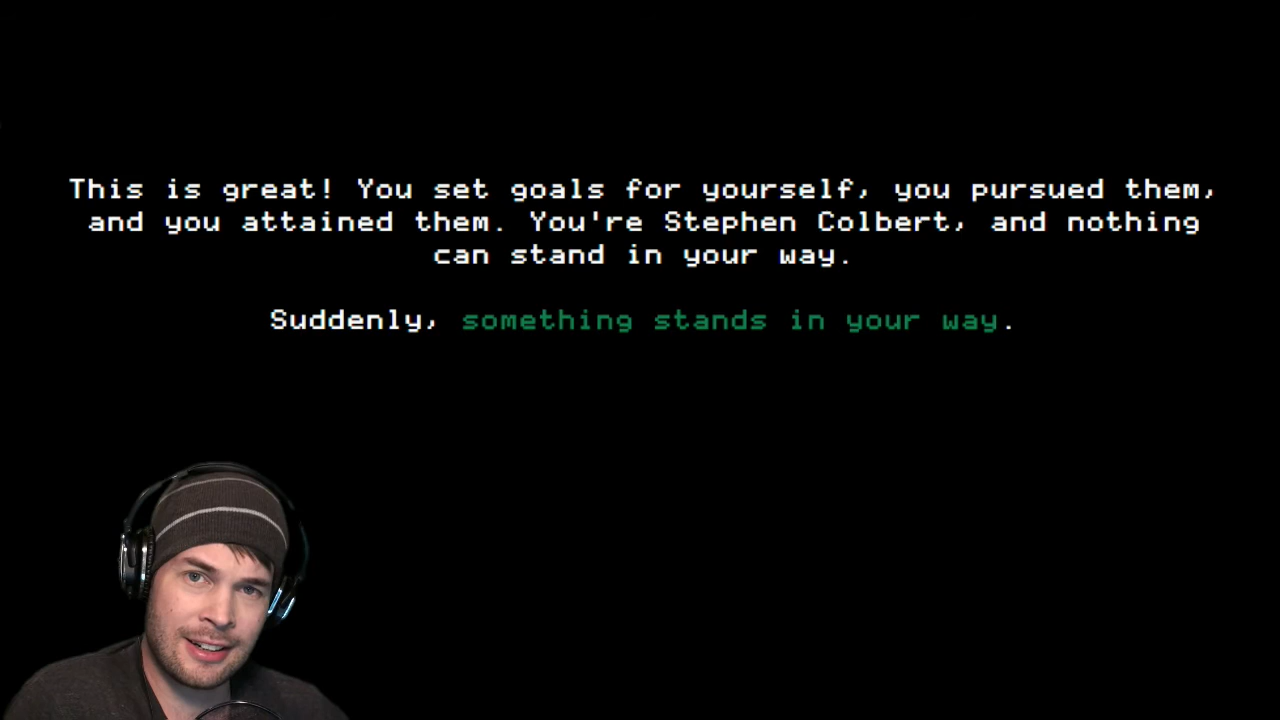 This is great! You set goals for yourself, you pursued them,
and you attained them. You're Stephen Colbert, and nothing
can stand in your way.
Suddenly, something stands in your way.